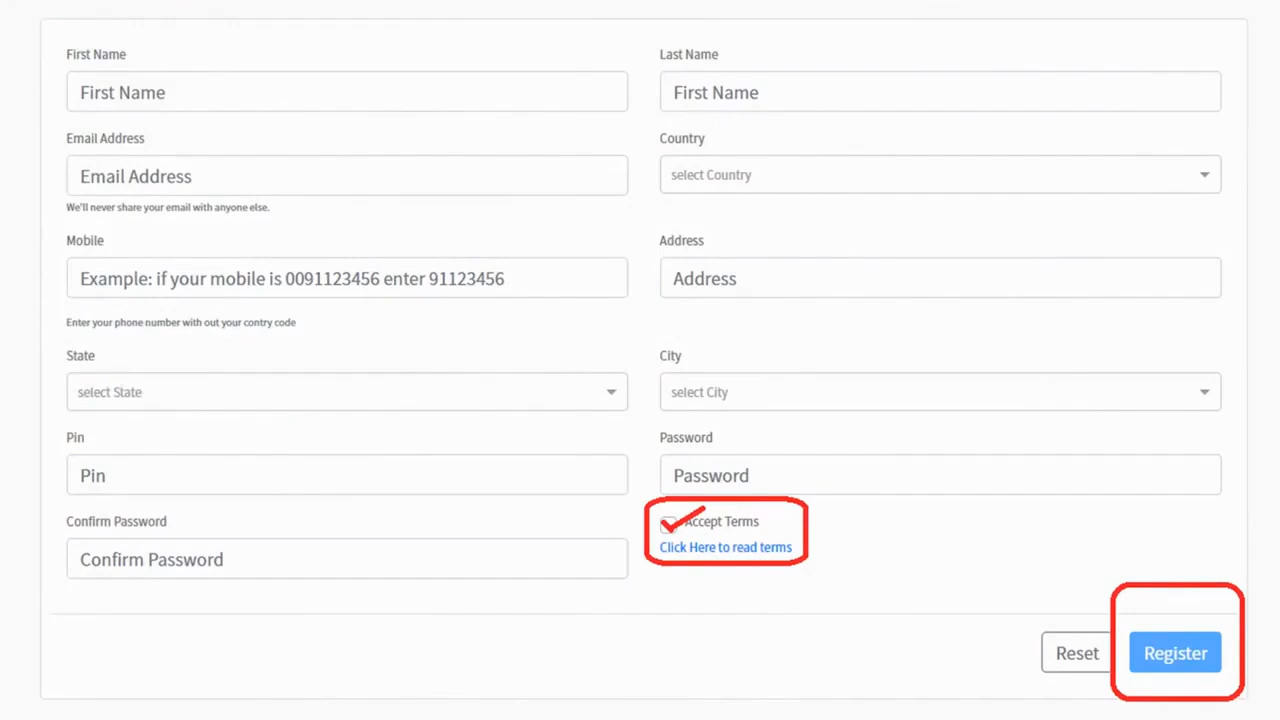 First Name
Last Name
First Name
First Name
Email Address
Country
Email Address
select Country
We'll never share your email with anyone else.
Mobile
Address
Example: if your mobile is 0091123456 enter 91123456
Address
Enter your phone number with out your contry code
State
City
select State
select City
Pin
Password
Pin
Password
Confirm Password
Accept Terms
Click Here to read terms
Confirm Password
Reset
Register